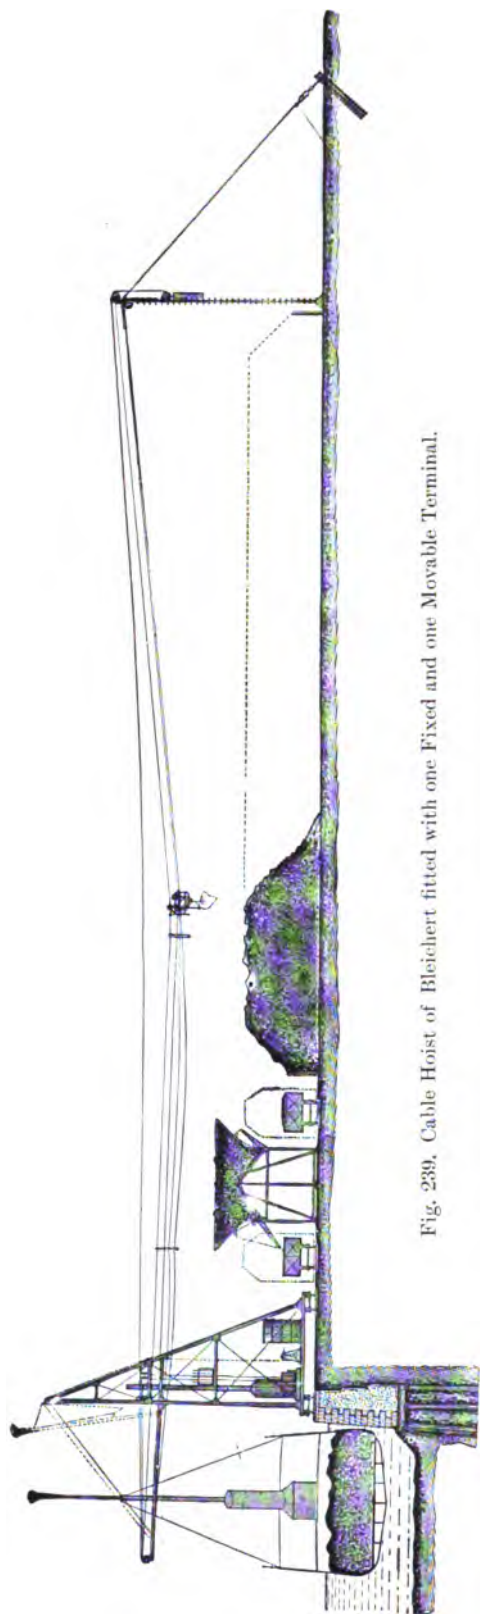 Fig. 239. Cable Hoist of Bleichert fitted with one Fixed and one Movable Terminal.